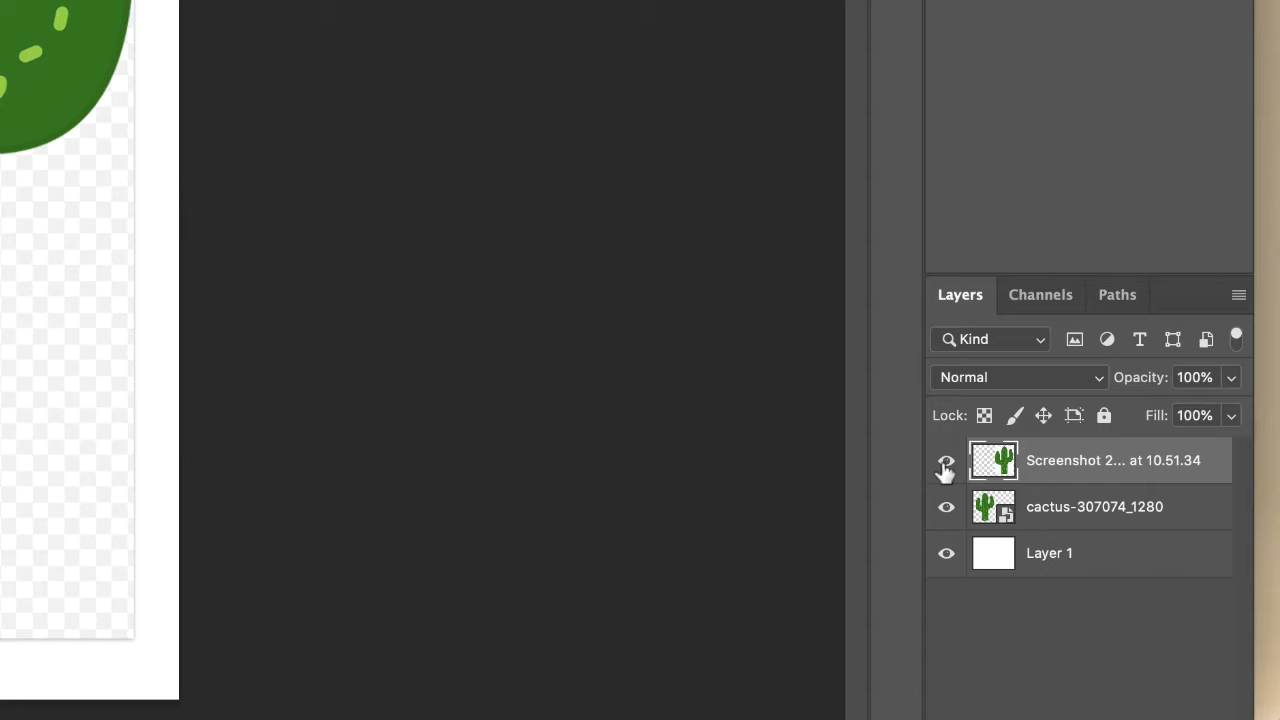 Layers Channels Paths
Kind
Normal Opacity: 100%
Lock: Fill: 100%
Screenshot 2... at 10.51.34
cactus-307074_1280
Layer 1